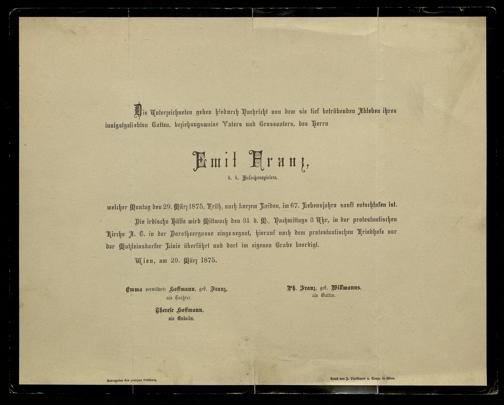 Die Unterzeichneten geben hiedurch Nachricht von dem sie tief betrübenden Ableben ihres
innigstgeliebten Gatten, beziehungsweise Vaters und Grossvaters, des Herrn
Emil Franz,
k. k. Hofschauspielers,
welcher Montag den 29. März 1875, Früh, nach kurzem Leiden, im 67. Lebensjahre sanft entschlafen ist.
Die irdische Hülle wird Mittwoch den 31. d. M., Nachmittags 3 Uhr, in der protestantischen
Kirche A. C. in der Dorotheergasse eingesegnet, hierauf nach dem protestantischen Friedhofe vor
der Matzleinsdorfer Linie überführt und dort im eigenen Grabe beerdigt.
Wien, am 29. März 1875.
Emma verwitwete Hoffmann, geb. Franz,
als Tochter.
Therese Hoffmann,
als Enkelin.
Ph. Franz, geb. Willmanns,
als Gattin.